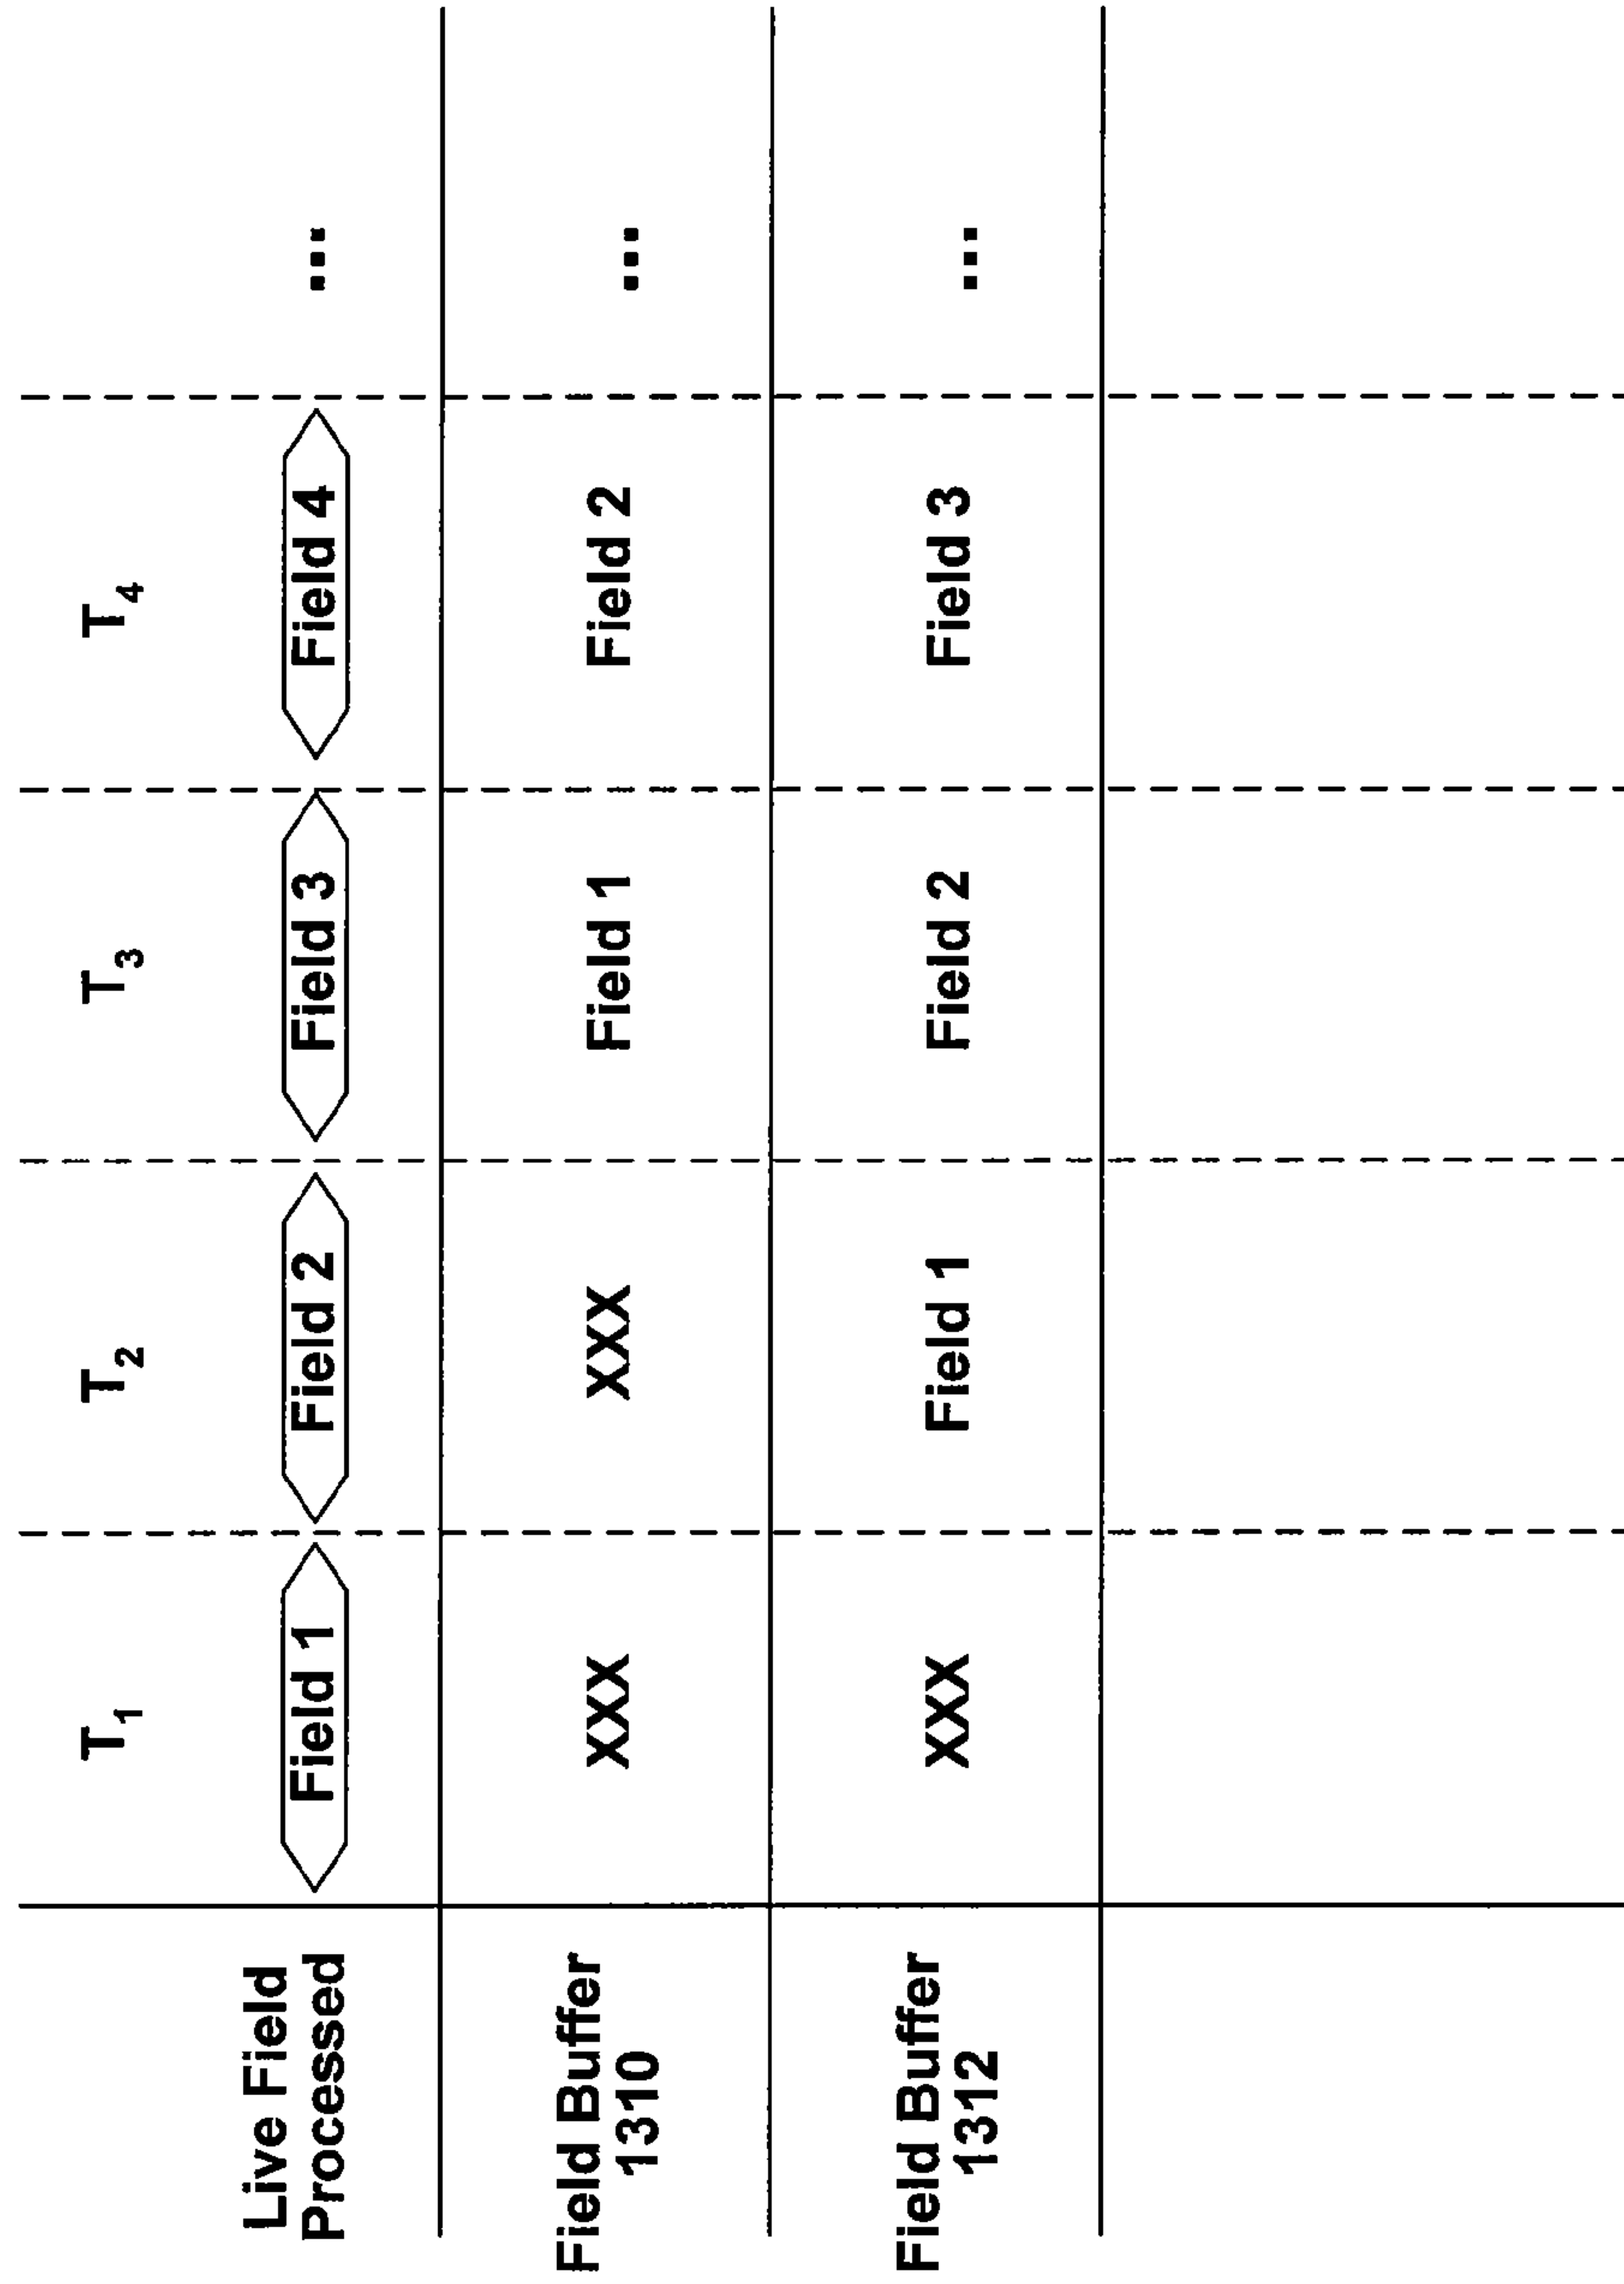 T1 T2 T3 T4
Live Field
Processed
Field 1 Field 2 Field 3 Field 4 ...
Field Buffer
1310
XXX XXX Field 1 Field 2 ...
Field Buffer
1312
XXX Field 1 Field 2 Field 3 ...